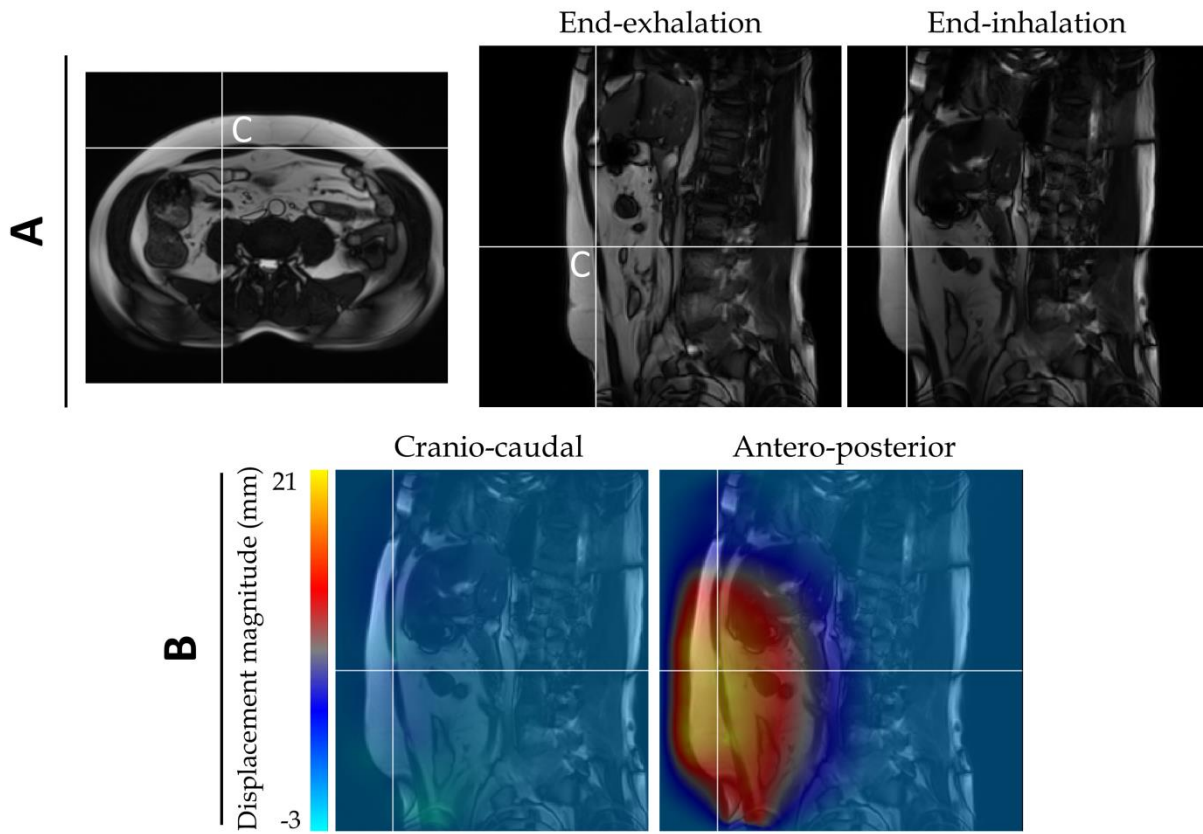 End-exhalation
End-inhalation
A
C
C
Cranio-caudal
Antero-posterior
B
Displacement magnitude (mm)
21
-3